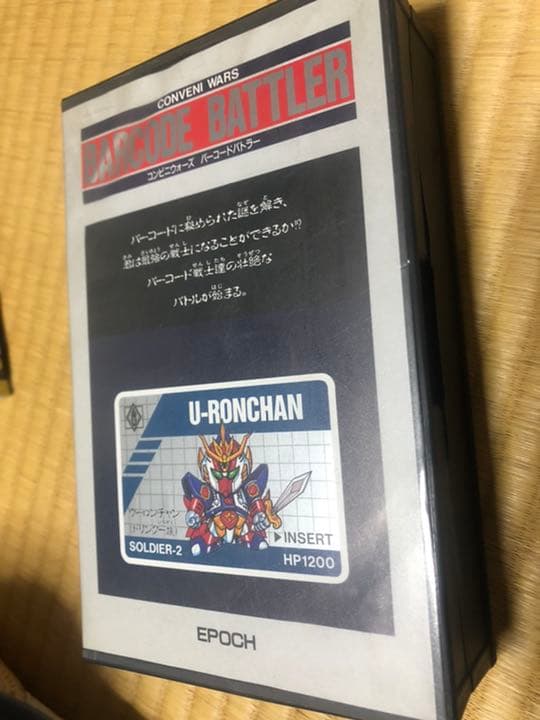 CONVENI WARS
BARCODE BATTLER
コンビニウォーズ バーコードバトラー
バーコードに秘められた謎を解き、
君は最強の戦士になることができるか!?
バーコード戦士達の壮絶な
バトルが始まる。
U-RONCHAN
ウーロンチャン
▶INSERT
SOLDIER-2
HP1200
EPOCH